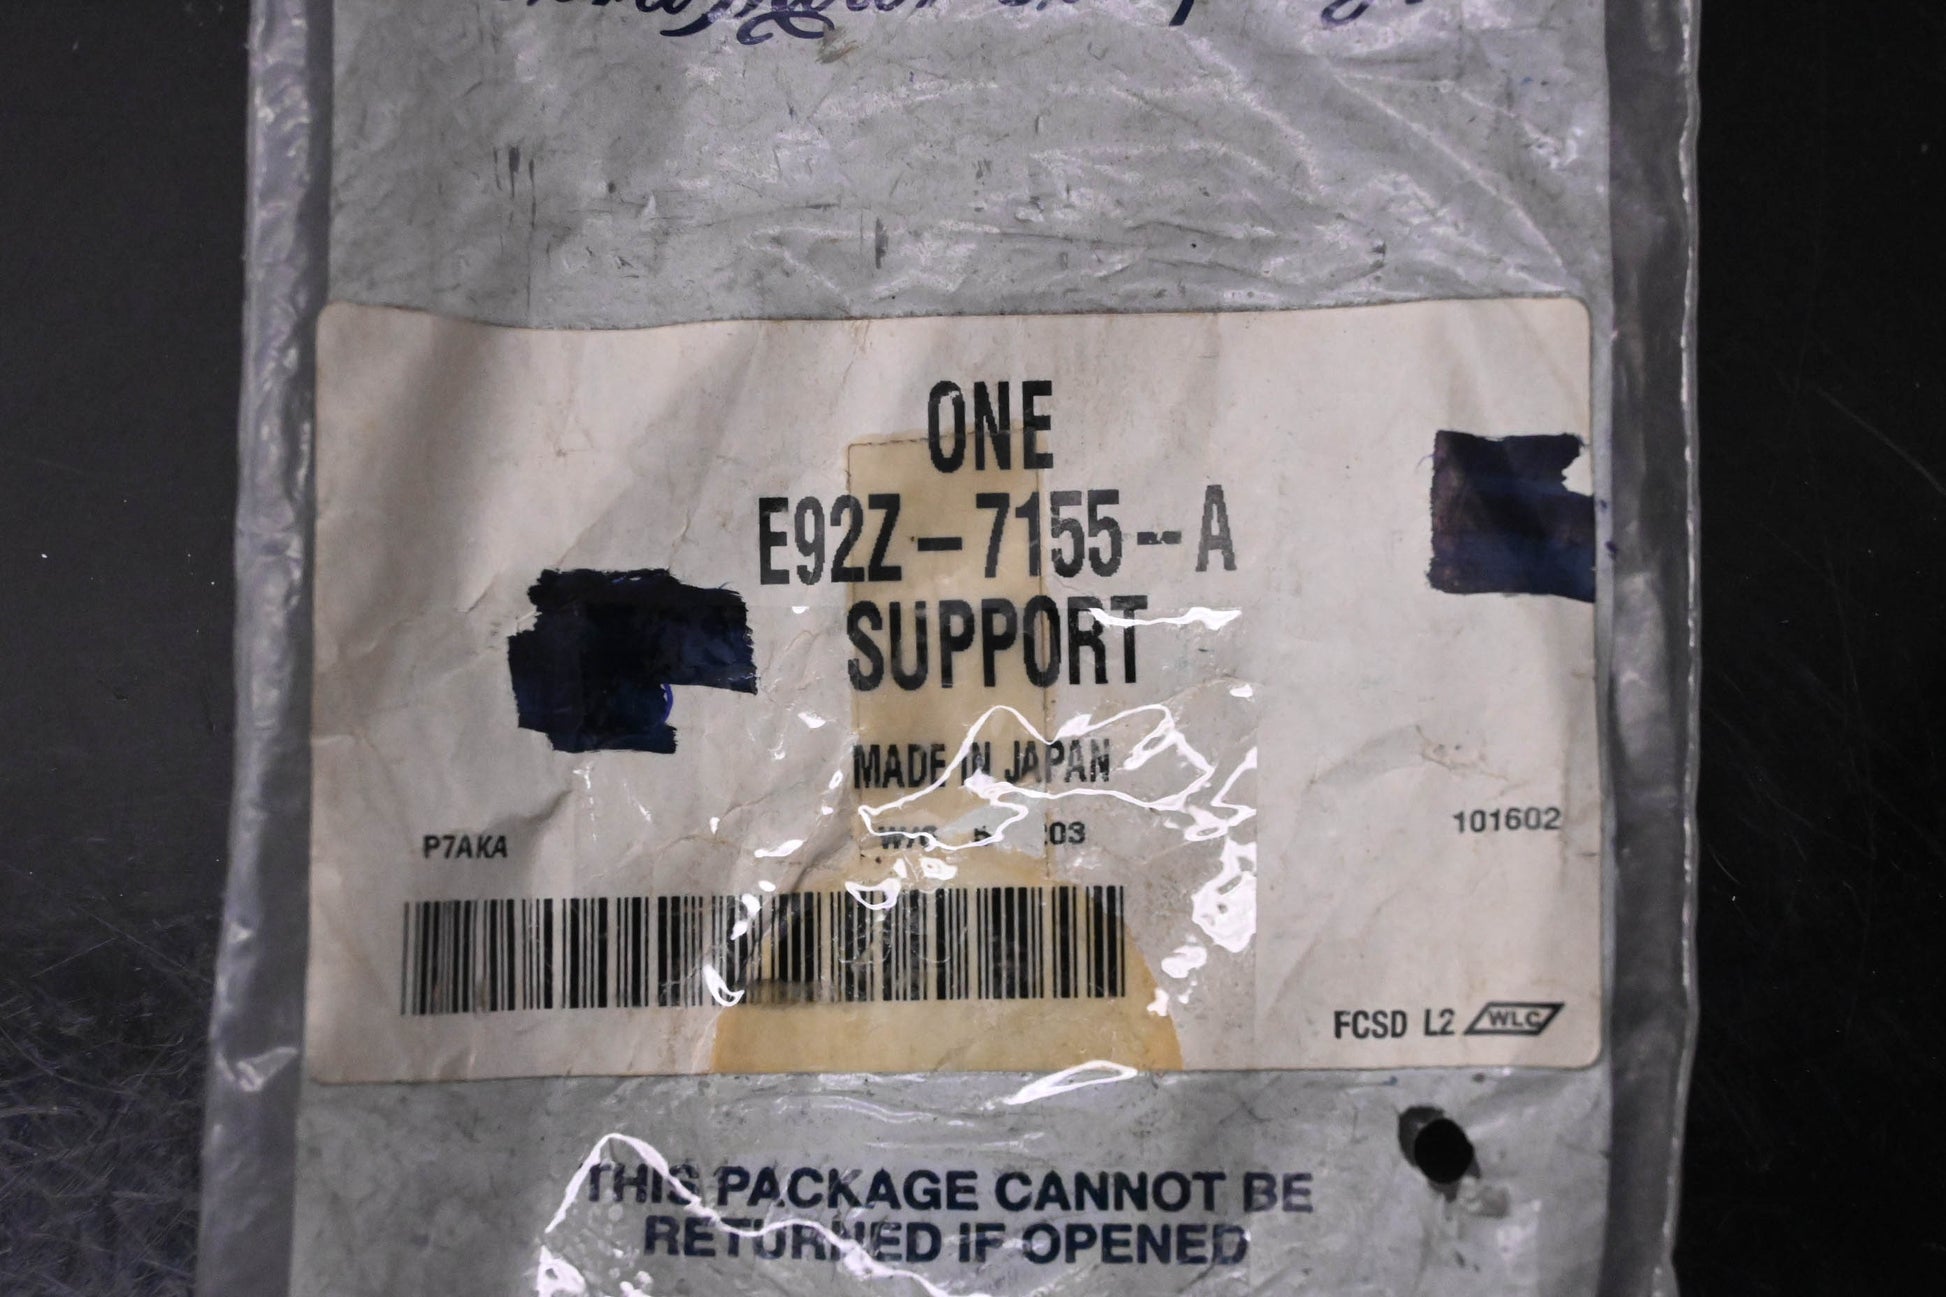 ONE
E92Z-7155--A
SUPPORT
MADE IN JAPAN
P7AKA
101602
FCSD L2 WLC
THIS PACKAGE CANNOT BE
RETURNED IF OPENED